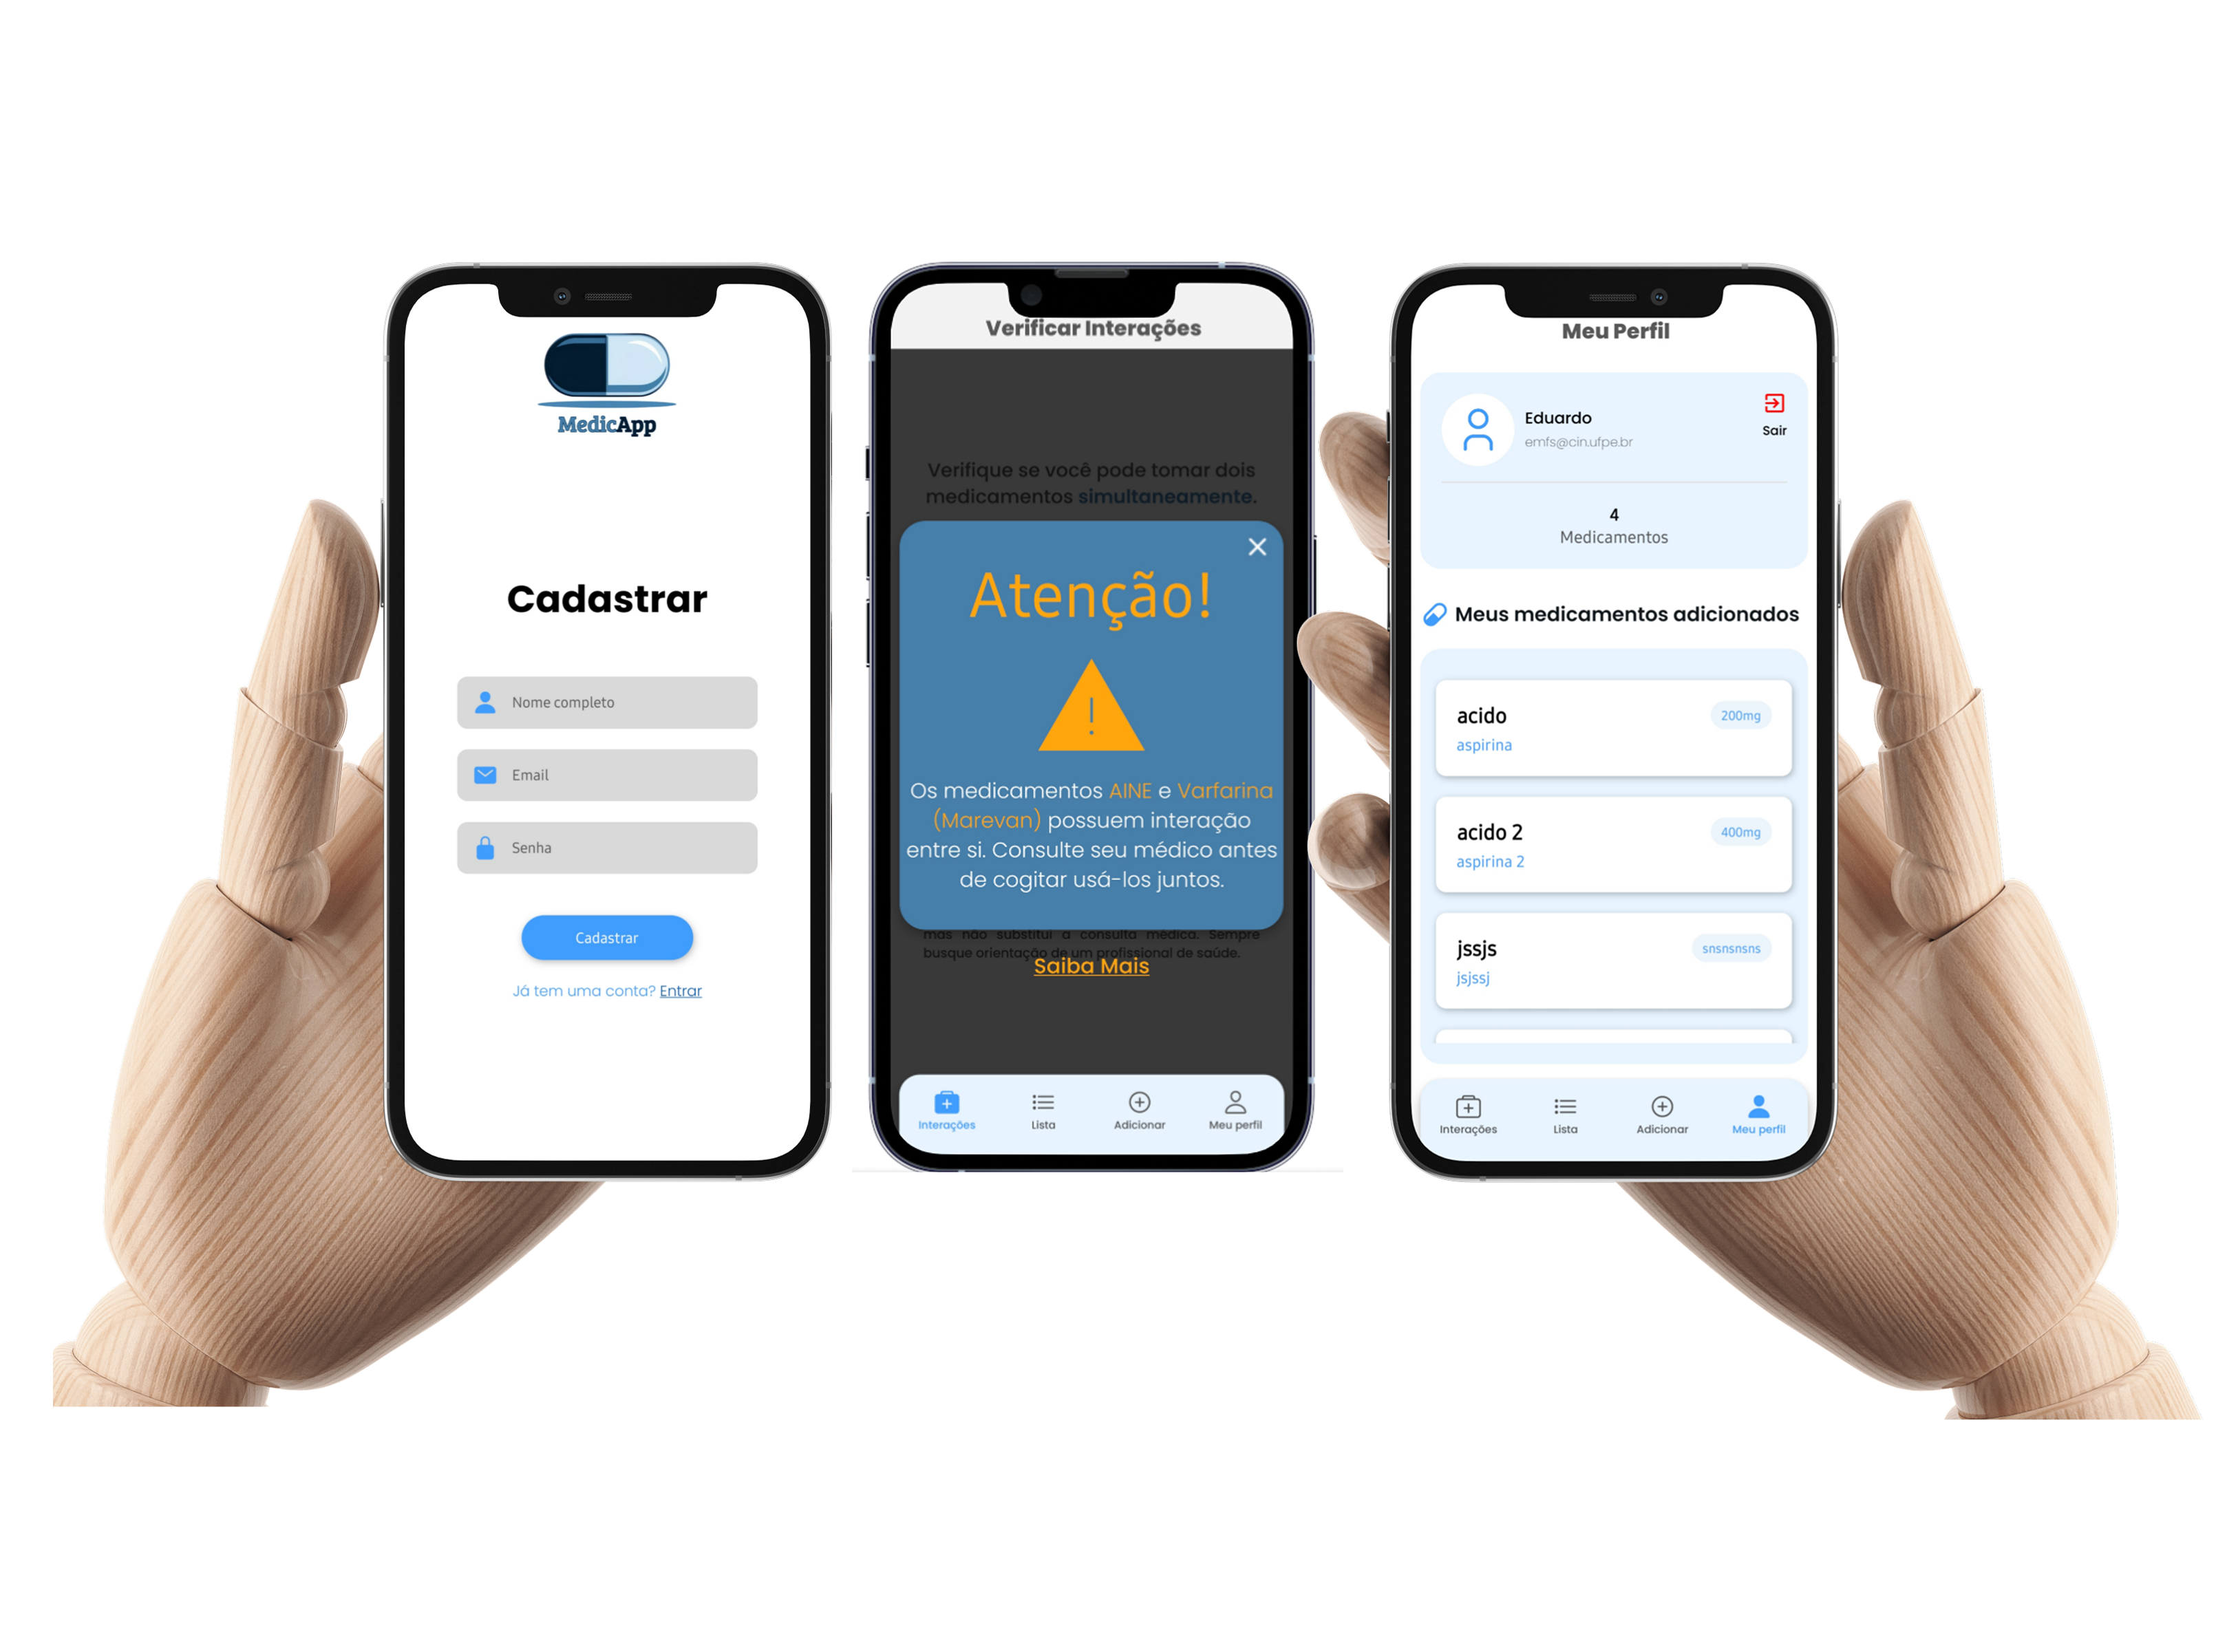 MedicApp
Cadastrar
Nome completo
Email
Senha
Cadastrar
Já tem uma conta? Entrar
Verificar Interações
Verifique se você pode tomar dois
medicamentos simultaneamente.
Atenção!
!
Os medicamentos AINE e Varfarina
(Marevan) possuem interação
entre si. Consulte seu médico antes
de cogitar usá-los juntos.
mas não substitui a consulta médica. Sempre
busque orientação de um profissional de saúde.
Saiba Mais
Interações
Lista
Adicionar
Meu perfil
Meu Perfil
Eduardo
emfs@cin.ufpe.br
Sair
4
Medicamentos
Meus medicamentos adicionados
acido
200mg
aspirina
acido 2
400mg
aspirina 2
jssjs
snsnsnsns
jsjssj
Interações
Lista
Adicionar
Meu perfil